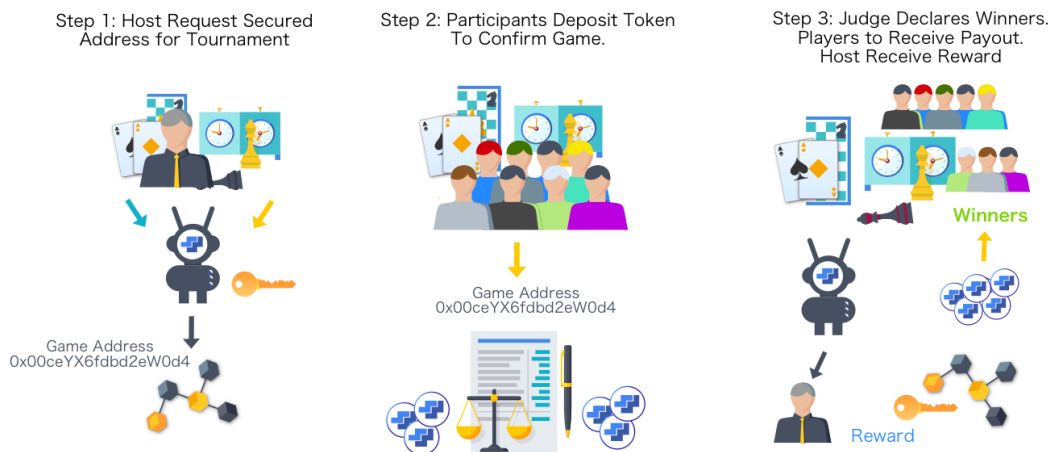 Step 1: Host Request Secured
Address for Tournament
Game Address
0x00ceYX6fdbd2eW0d4
Step 2: Participants Deposit Token
To Confirm Game.
Game Address
0x00ceYX6fdbd2eW0d4
Step 3: Judge Declares Winners.
Players to Receive Payout.
Host Receive Reward
Winners
Reward